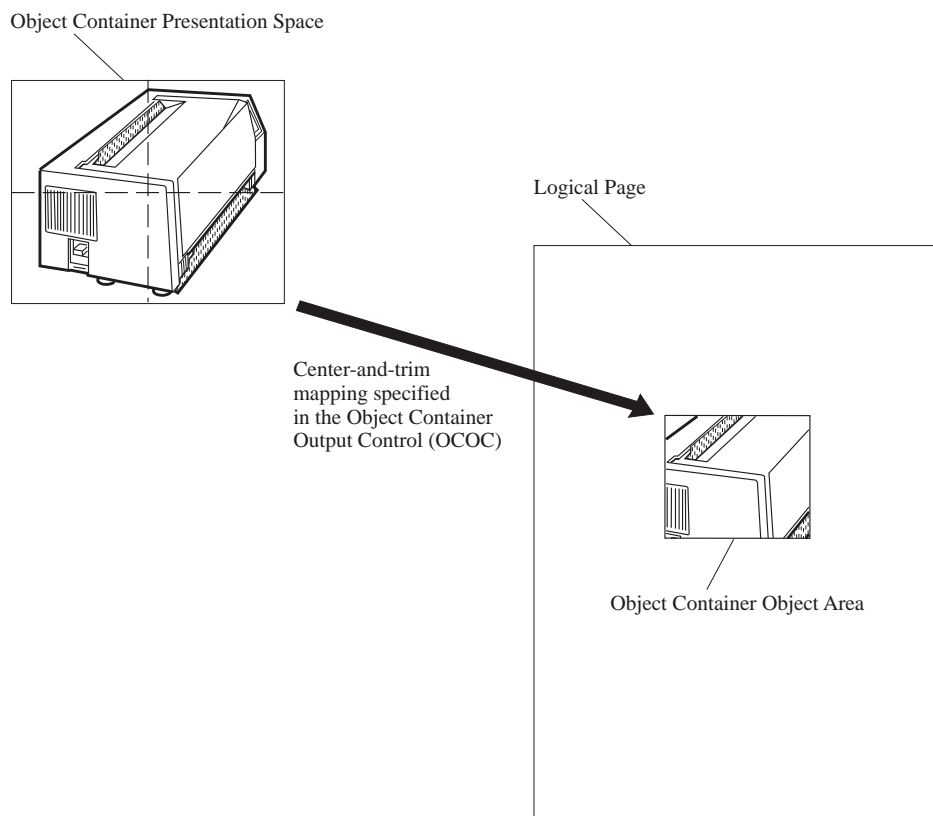 Object Container Presentation Space
Logical Page
Center-and-trim
mapping specified
in the Object Container
Output Control (OCOC)
Object Container Object Area